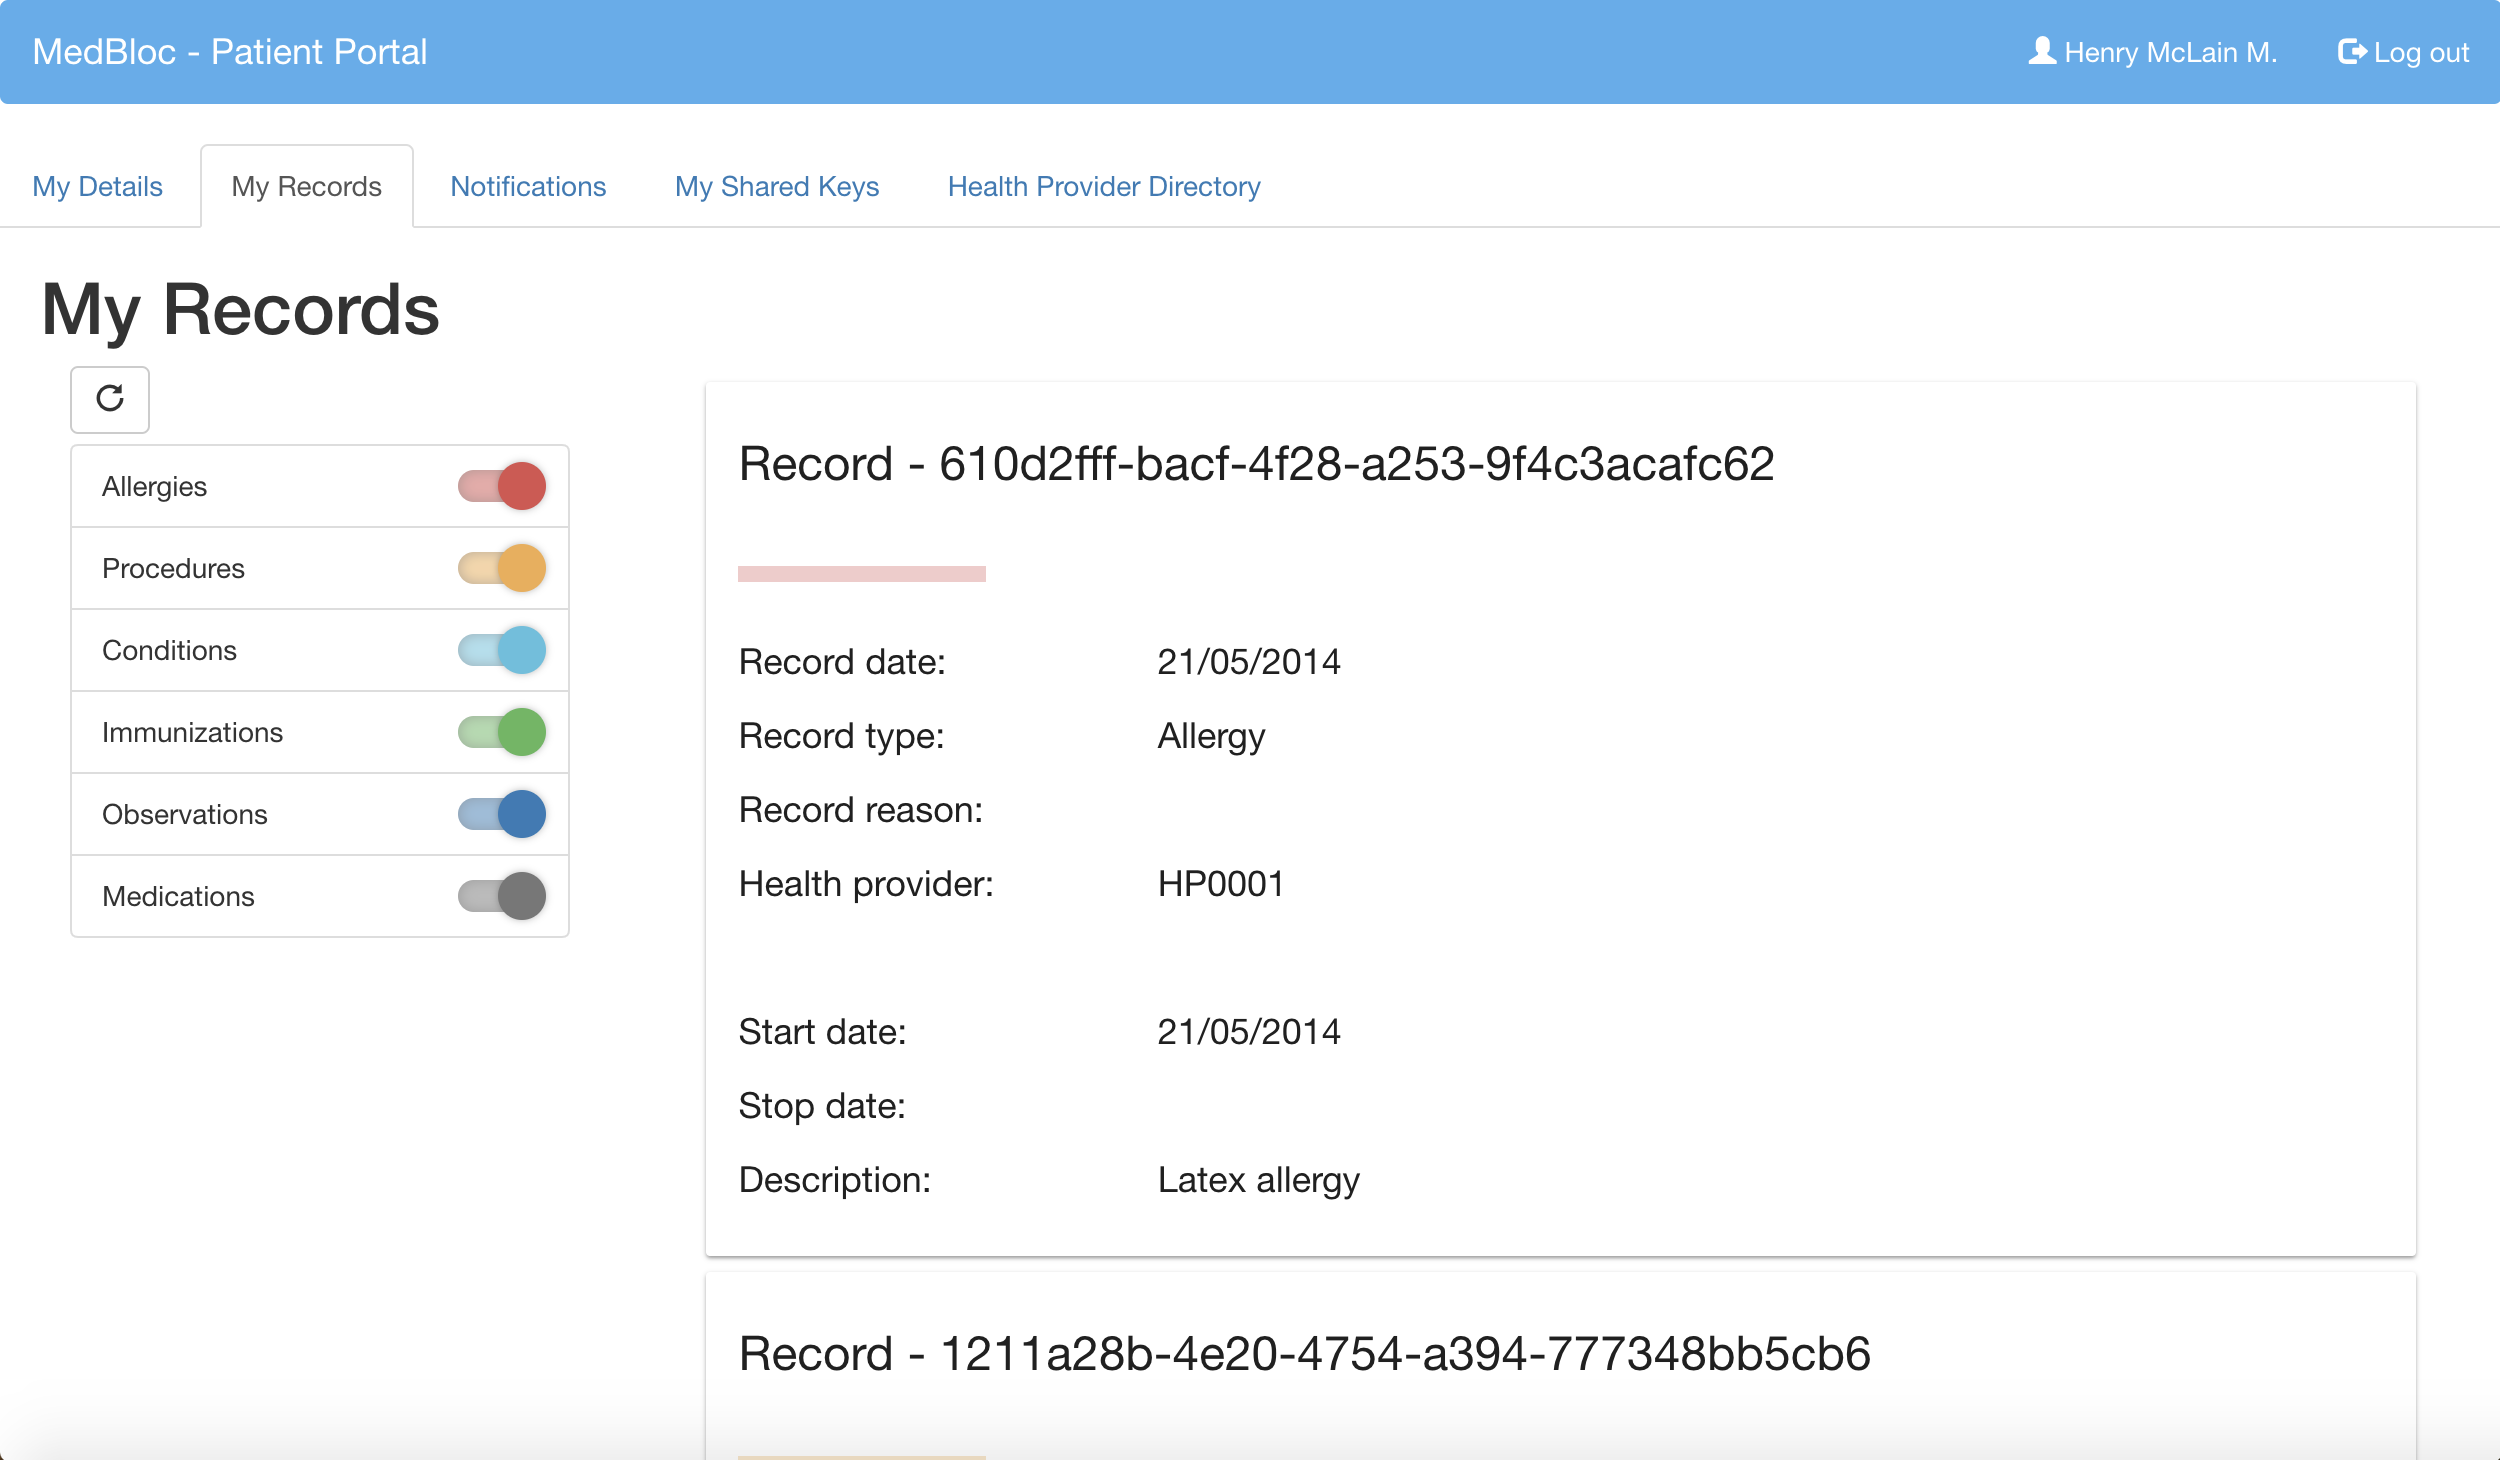 MedBloc - Patient Portal
Henry McLain M.
Log out
My Details
My Records
Notifications
My Shared Keys
Health Provider Directory
My Records
Allergies
Procedures
Conditions
Immunizations
Observations
Medications
Record - 610d2fff-bacf-4f28-a253-9f4c3acafc62
Record date: 21/05/2014
Record type: Allergy
Record reason:
Health provider: HP0001
Start date: 21/05/2014
Stop date:
Description: Latex allergy
Record - 1211a28b-4e20-4754-a394-777348bb5cb6